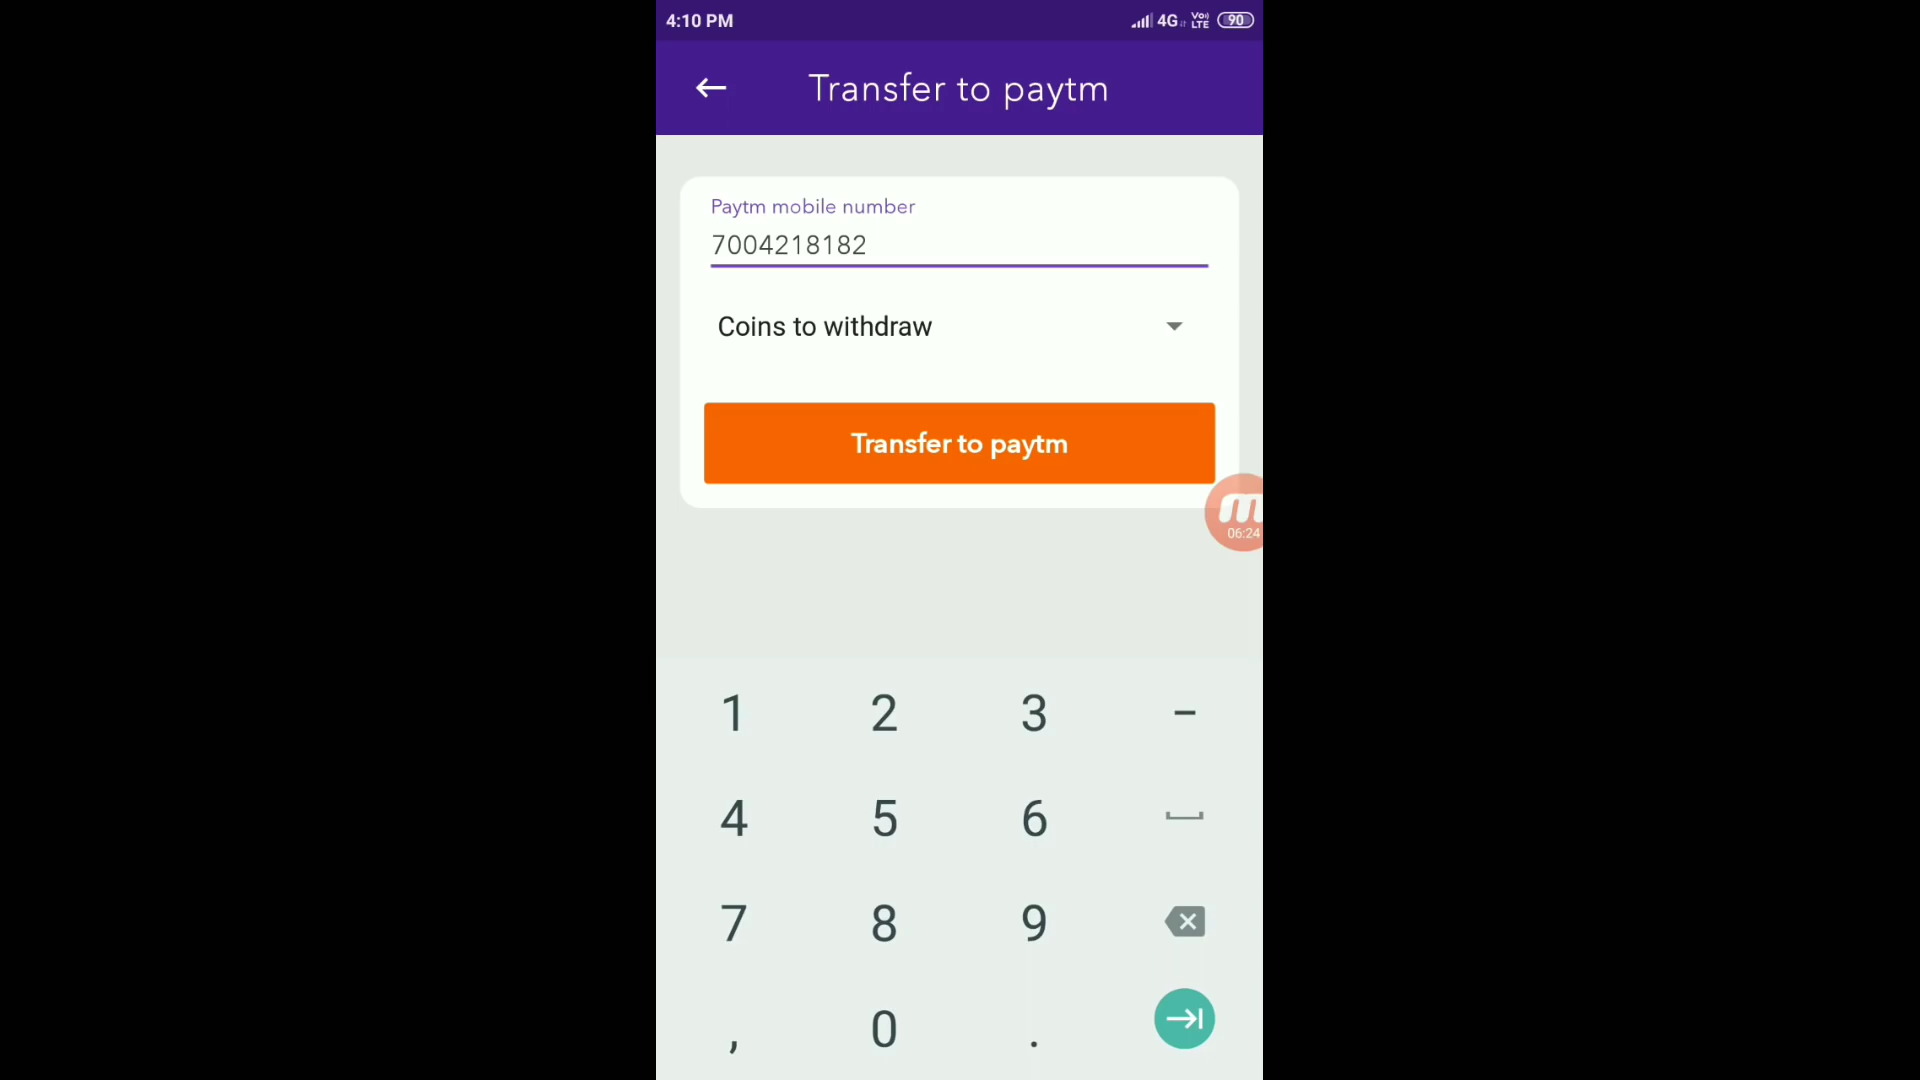 4:10 PM 4G VoLTE 90
Transfer to paytm
Paytm mobile number
7004218182
Coins to withdraw
Transfer to paytm
m
06:24
1 2 3 -
4 5 6
7 8 9
, 0 .